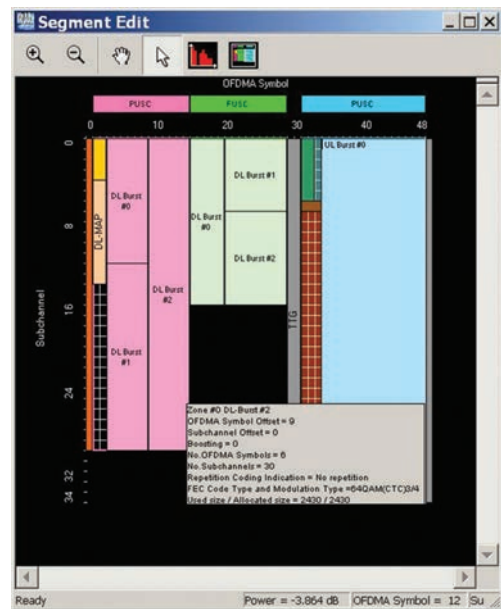 Segment Edit
OFDMA Symbol
PUSC FUSC PUSC
0 10 20 30 40 48
0
8
16
24
32
34
Subchannel
DL-MAP
DL Burst #0
DL Burst #1
DL Burst #2
DL Burst #0
DL Burst #1
DL Burst #2
TTG
UL Burst #0
Zone #0 DL-Burst #2
OFDMA Symbol Offset = 9
Subchannel Offset = 0
Boosting = 0
No.OFDMA Symbols = 6
No.Subchannels = 30
Repetition Coding Indication = No repetition
FEC Code Type and Modulation Type =64QAM(CTC)3/4
Used size / Allocated size = 2430 / 2430
Ready Power = -3.864 dB OFDMA Symbol = 12 Su